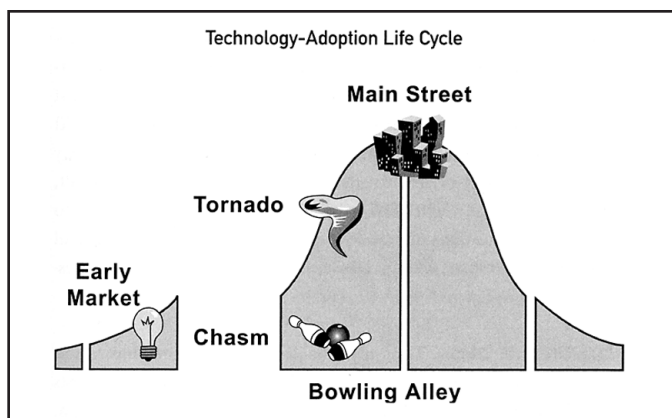 Technology-Adoption Life Cycle
Main Street
Tornado
Early
Market
Chasm
Bowling Alley